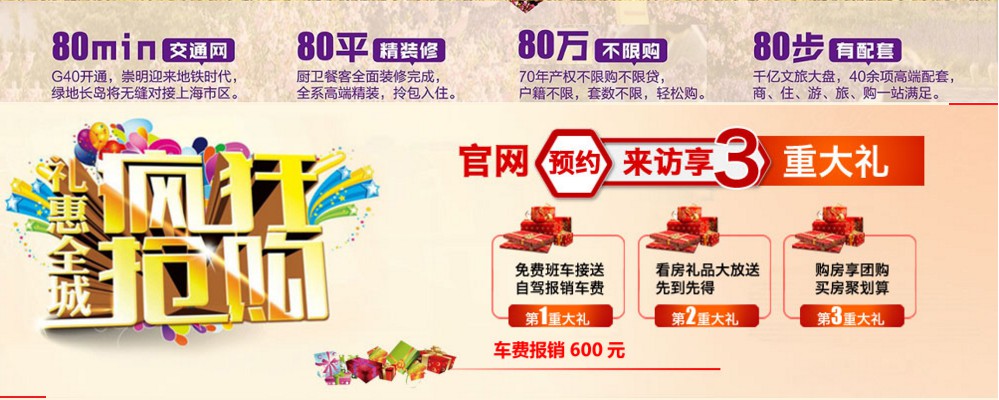 80min 交通网
G40开通，崇明迎来地铁时代，
绿地长岛将无缝对接上海市区。
80平 精装修
厨卫餐客全面装修完成，
全系高端精装，拎包入住。
80万 不限购
70年产权不限购不限贷，
户籍不限，套数不限，轻松购。
80步 有配套
千亿文旅大盘，40余项高端配套，
商、住、游、旅、购一站满足。
礼惠全城
疯狂
抢购
官网 预约 来访享3重大礼
免费班车接送
自驾报销车费
第1重大礼
看房礼品大放送
先到先得
第2重大礼
购房享团购
买房聚划算
第3重大礼
车费报销 600 元